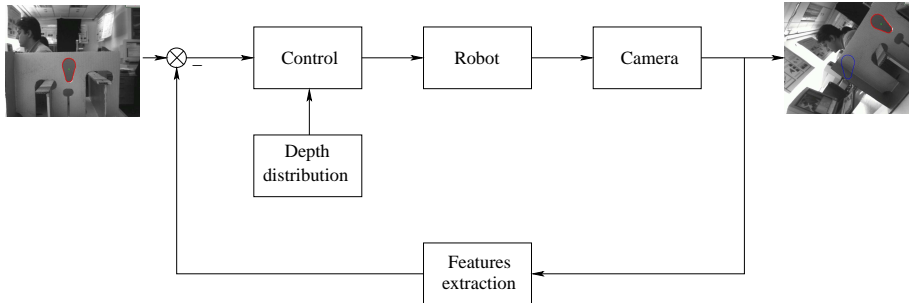 Control
Robot
Camera
Depth
distribution
Features
extraction